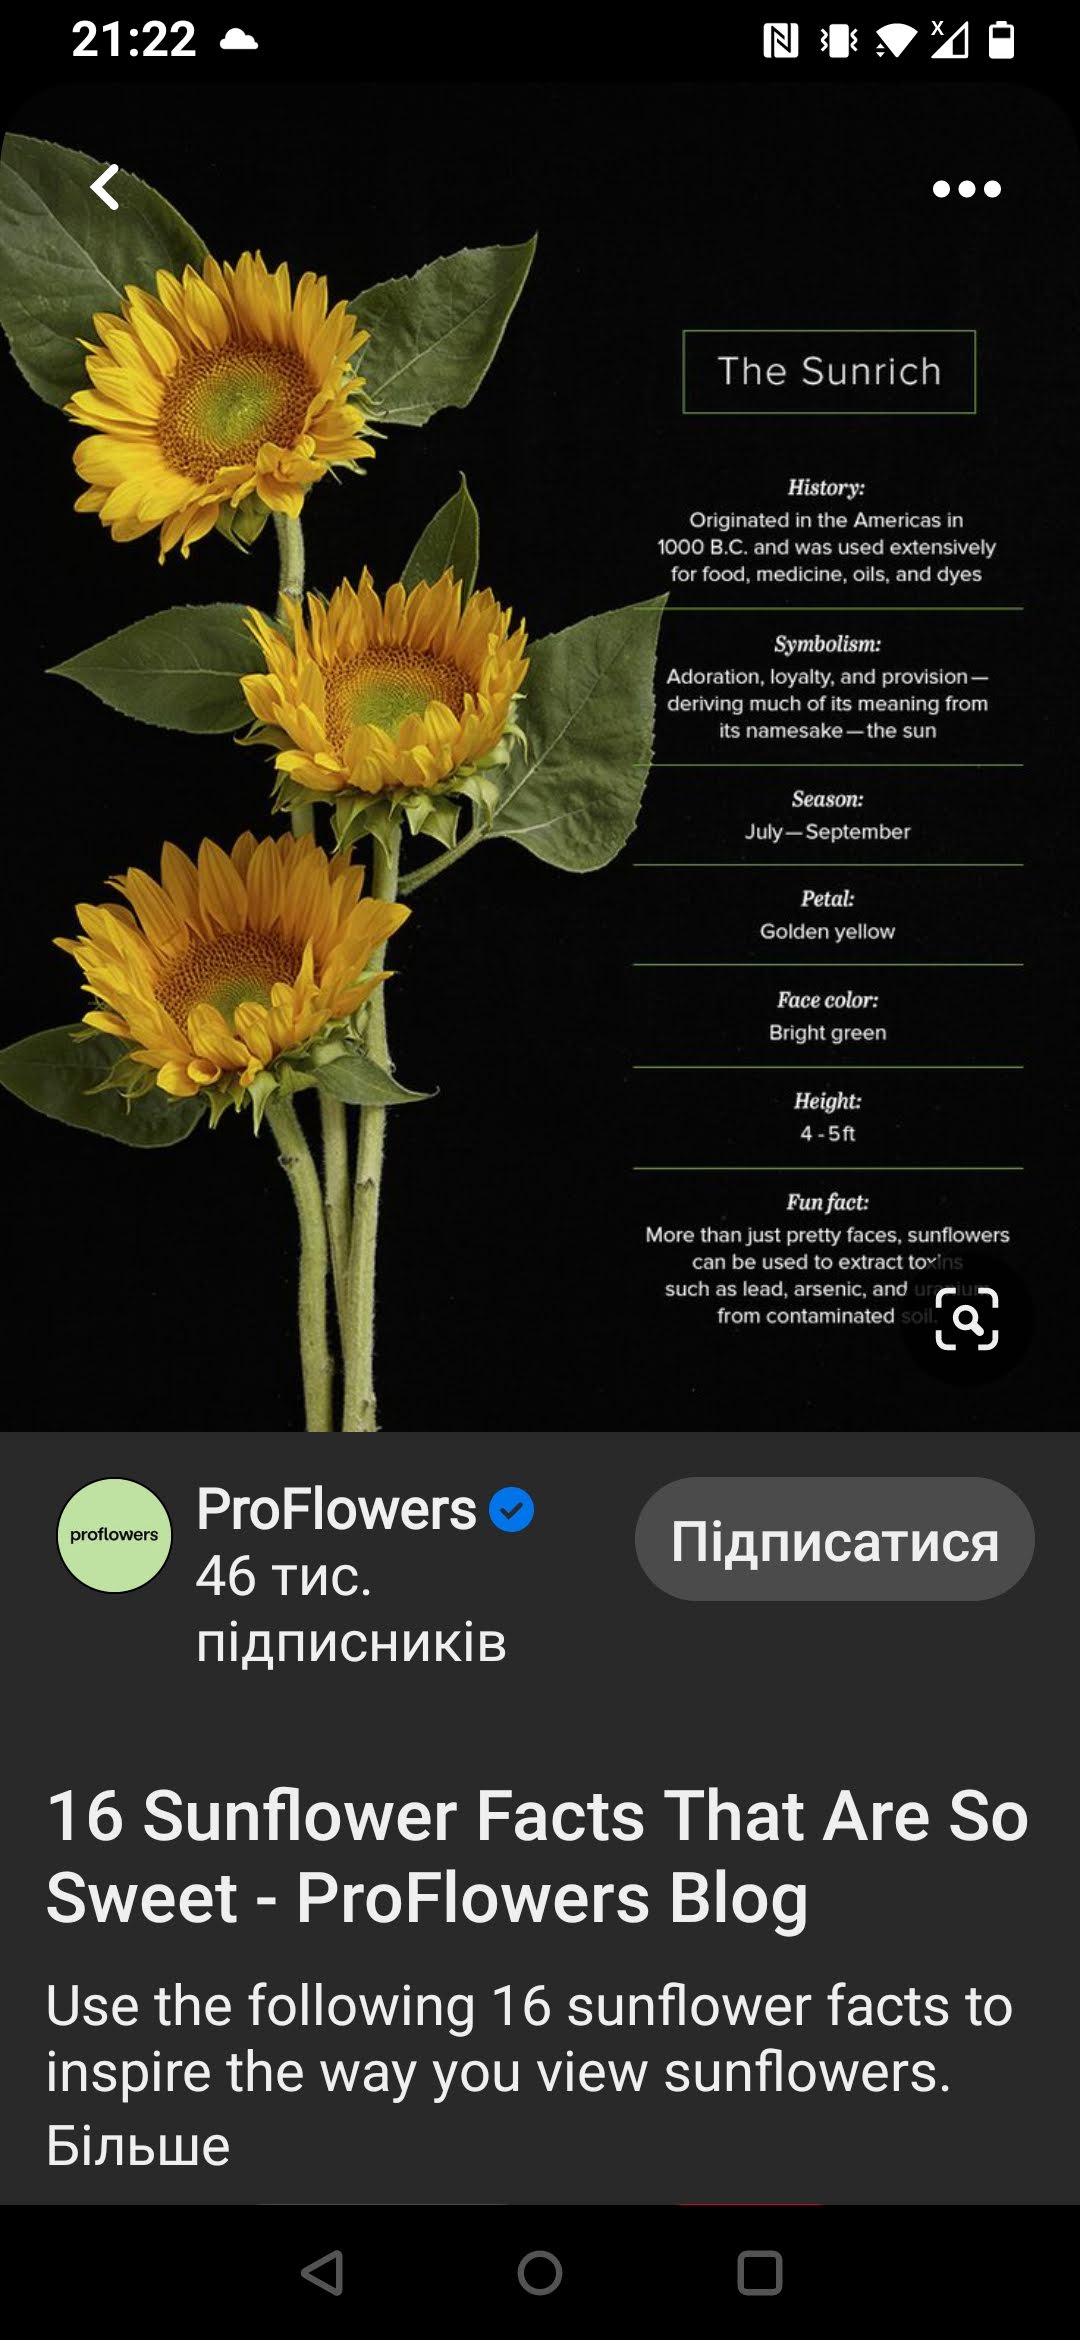 21:22
The Sunrich
History:
Originated in the Americas in
1000 B.C. and was used extensively
for food, medicine, oils, and dyes
Symbolism:
Adoration, loyalty, and provision—
deriving much of its meaning from
its namesake—the sun
Season:
July—September
Petal:
Golden yellow
Face color:
Bright green
Height:
4 - 5 ft
Fun fact:
More than just pretty faces, sunflowers
can be used to extract toxins
such as lead, arsenic, and uranium
from contaminated soil.
proflowers
ProFlowers
46 тис.
підписників
Підписатися
16 Sunflower Facts That Are So
Sweet - ProFlowers Blog
Use the following 16 sunflower facts to
inspire the way you view sunflowers.
Більше